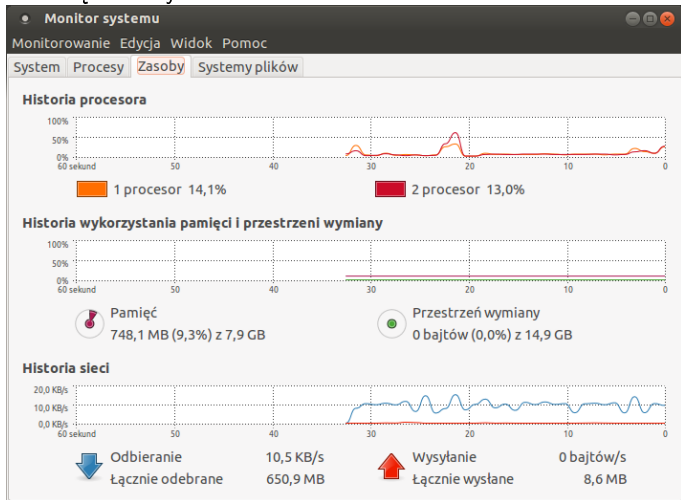 Monitor systemu
Monitorowanie Edycja Widok Pomoc
System Procesy Zasoby Systemy plików
Historia procesora
100%
50%
0%
60 sekund 50 40 30 20 10 0
1 procesor 14,1% 2 procesor 13,0%
Historia wykorzystania pamięci i przestrzeni wymiany
100%
50%
0%
60 sekund 50 40 30 20 10 0
Pamięć Przestrzeń wymiany
748,1 MB (9,3%) z 7,9 GB 0 bajtów (0,0%) z 14,9 GB
Historia sieci
20,0 KB/s
10,0 KB/s
0,0 KB/s
60 sekund 50 40 30 20 10 0
Odbieranie 10,5 KB/s Wysyłanie 0 bajtów/s
Łącznie odebrane 650,9 MB Łącznie wysłane 8,6 MB